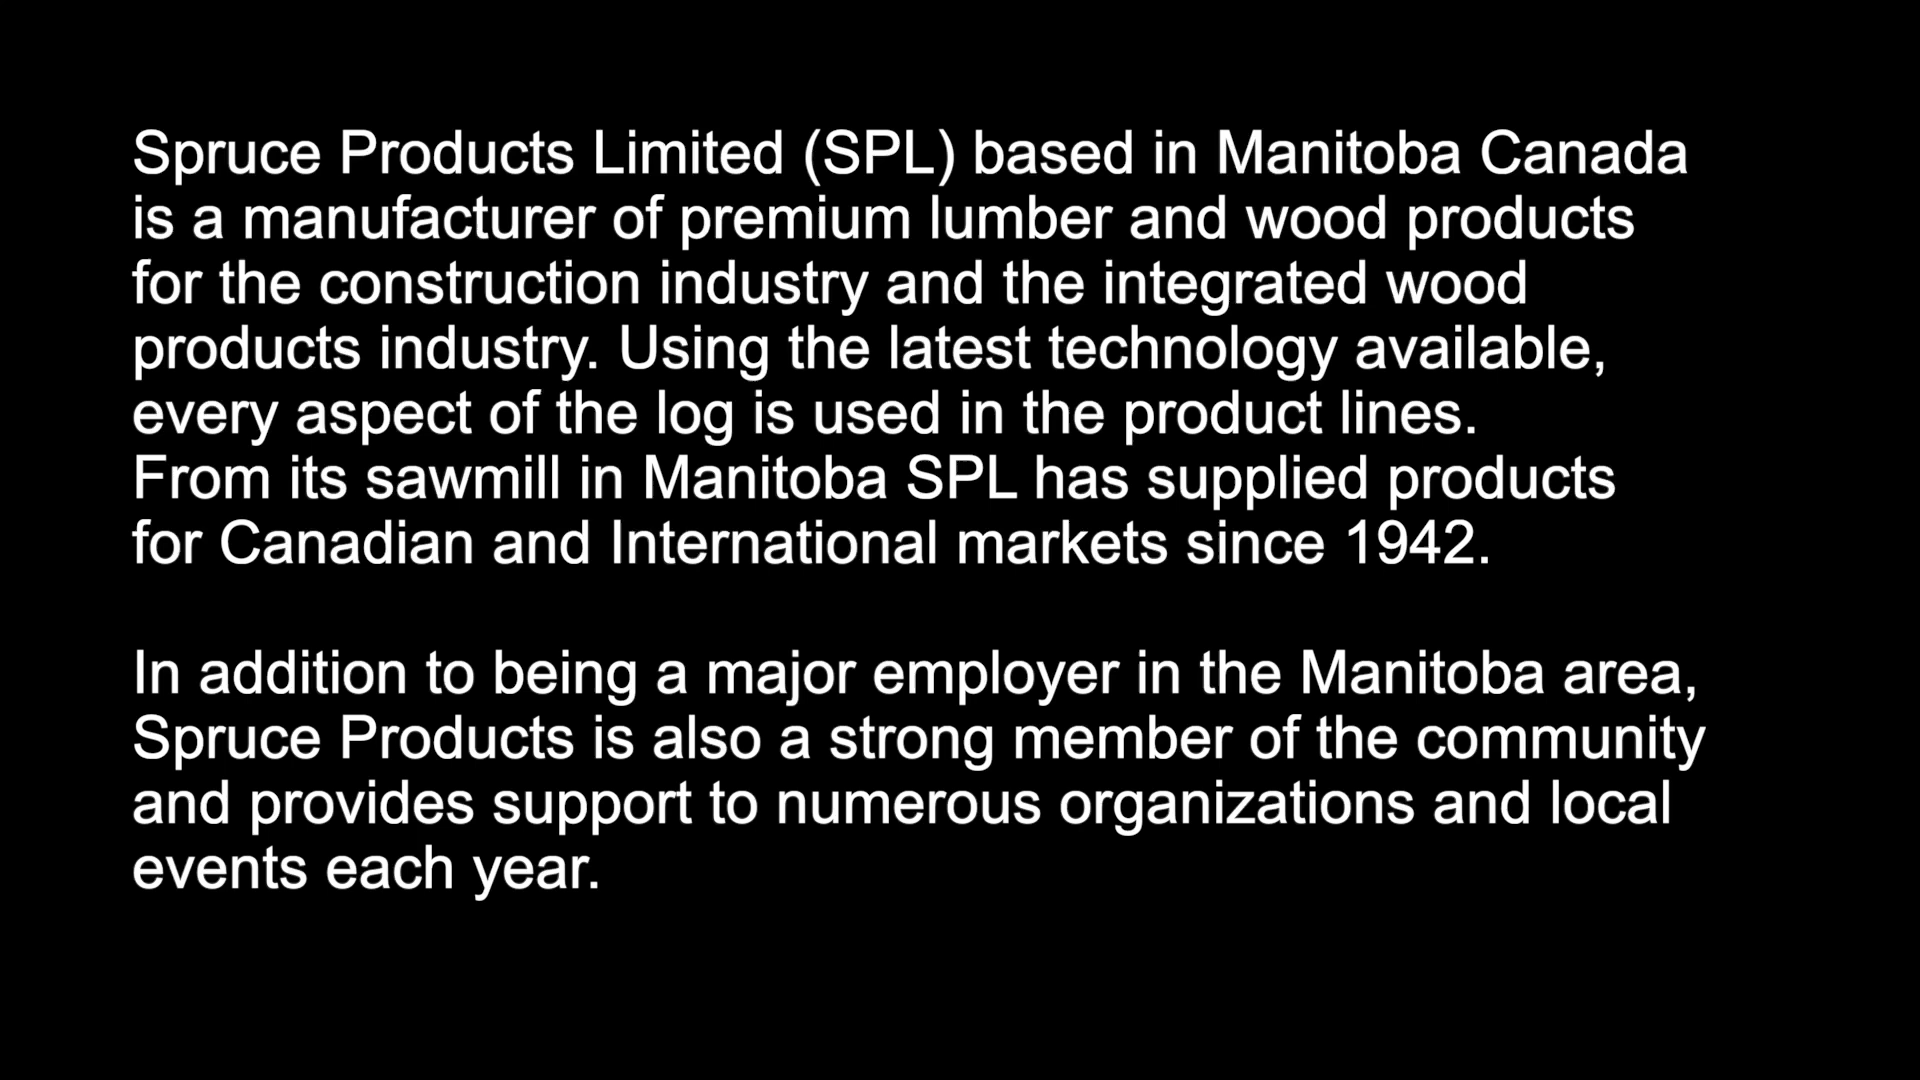 Spruce Products Limited (SPL) based in Manitoba Canada
is a manufacturer of premium lumber and wood products
for the construction industry and the integrated wood
products industry. Using the latest technology available,
every aspect of the log is used in the product lines.
From its sawmill in Manitoba SPL has supplied products
for Canadian and International markets since 1942.

In addition to being a major employer in the Manitoba area,
Spruce Products is also a strong member of the community
and provides support to numerous organizations and local
events each year.